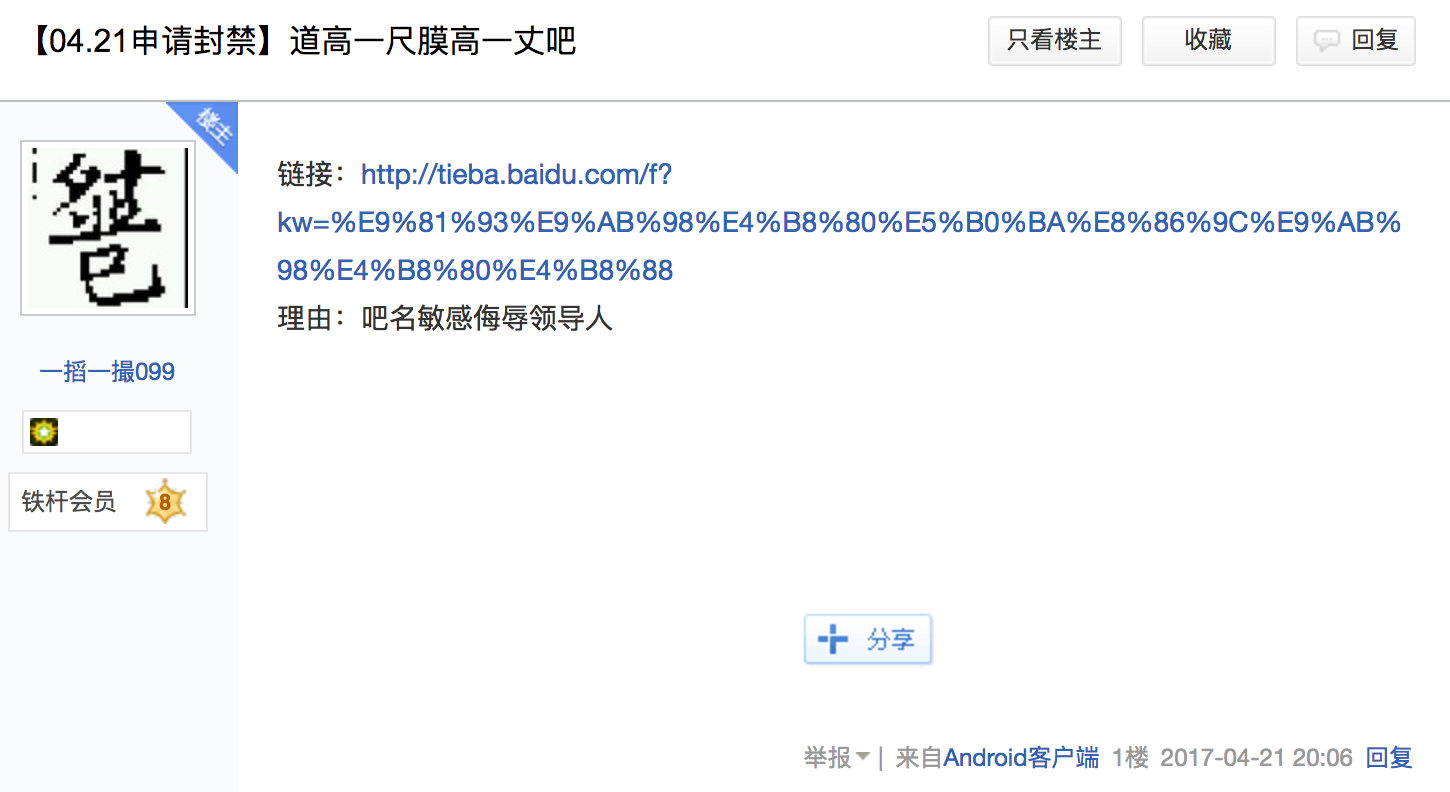 【04.21申请封禁】道高一尺膜高一丈吧
只看楼主
收藏
回复
楼主
链接：http://tieba.baidu.com/f?
kw=%E9%81%93%E9%AB%98%E4%B8%80%E5%B0%BA%E8%86%9C%E9%AB%
98%E4%B8%80%E4%B8%88
理由：吧名敏感侮辱领导人
一搯一撮099
铁杆会员 8
分享
举报 | 来自Android客户端 1楼 2017-04-21 20:06 回复